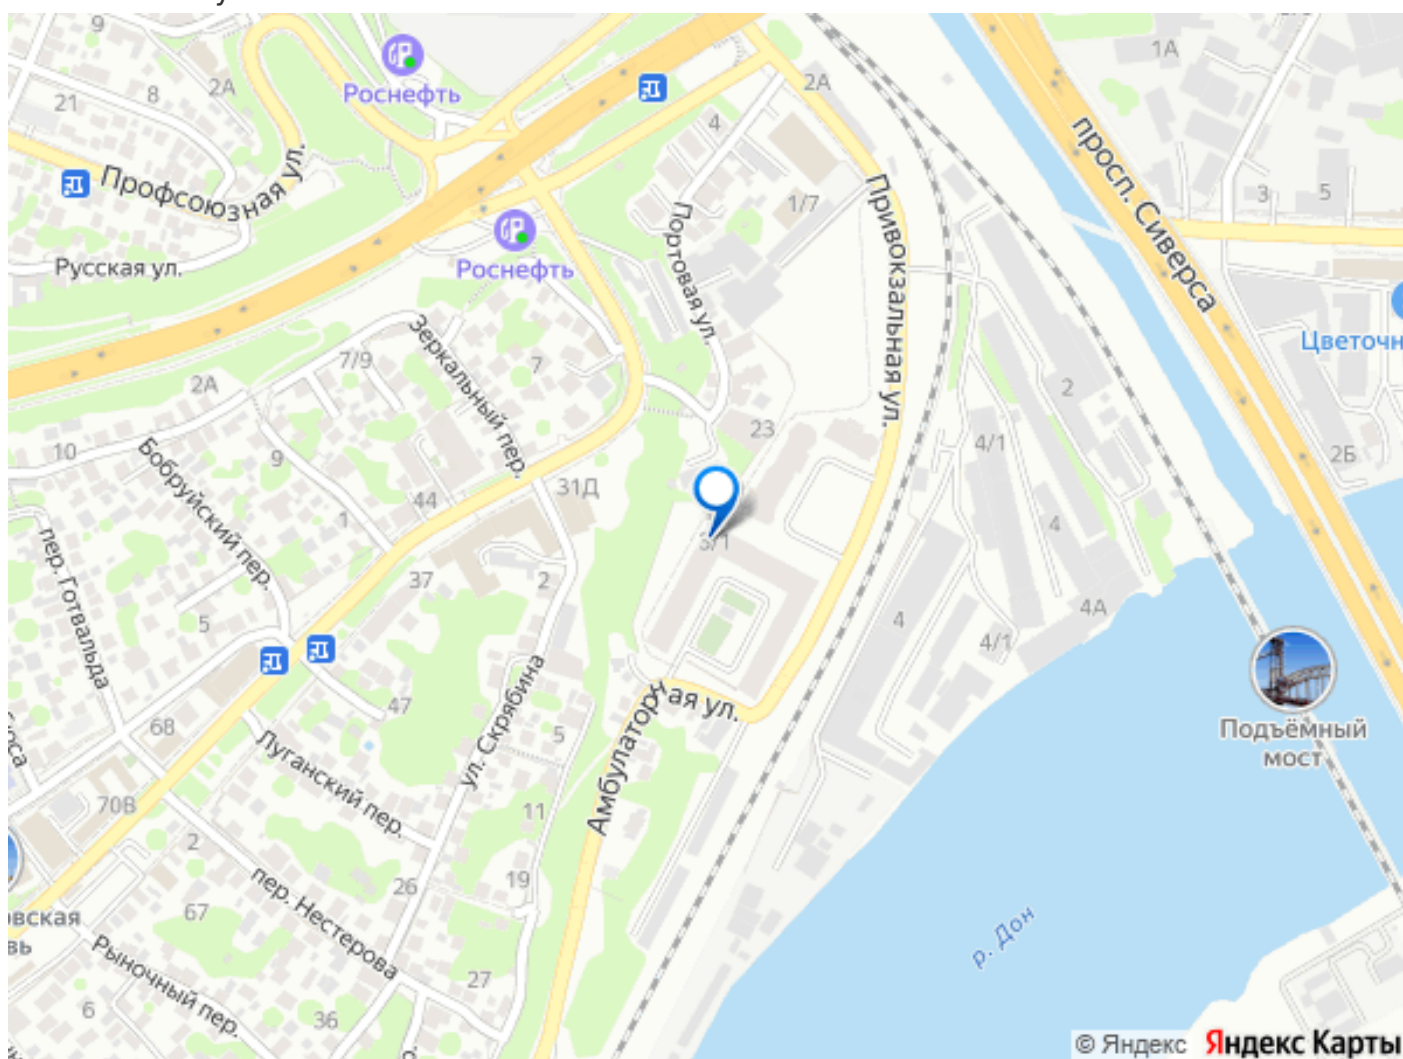 9
1А
Роснефть
2А
8
21
2А
4
просп. Сиверса
Профсоюзная ул.
3
5
1/7
Привокзальная ул.
Портовая ул.
Русская ул.
Роснефть
Зеркальный пер.
7/9
7
Цветочн
2А
2
23
4/1
10
Бобруйский пер.
9
2Б
31Д
44
1
4
3/1
пер. Готвальда
37
2
4А
5
4
4/1
ул. Скрябина
47
ная ул.
Амбулаторн
68
5
Подъёмный
мост
Луганский пер.
70В
11
2
пер. Нестерова
26
19
67
овская
вь
р. Дон
Рыночный пер.
27
6
36
© Яндекс Яндекс Карты